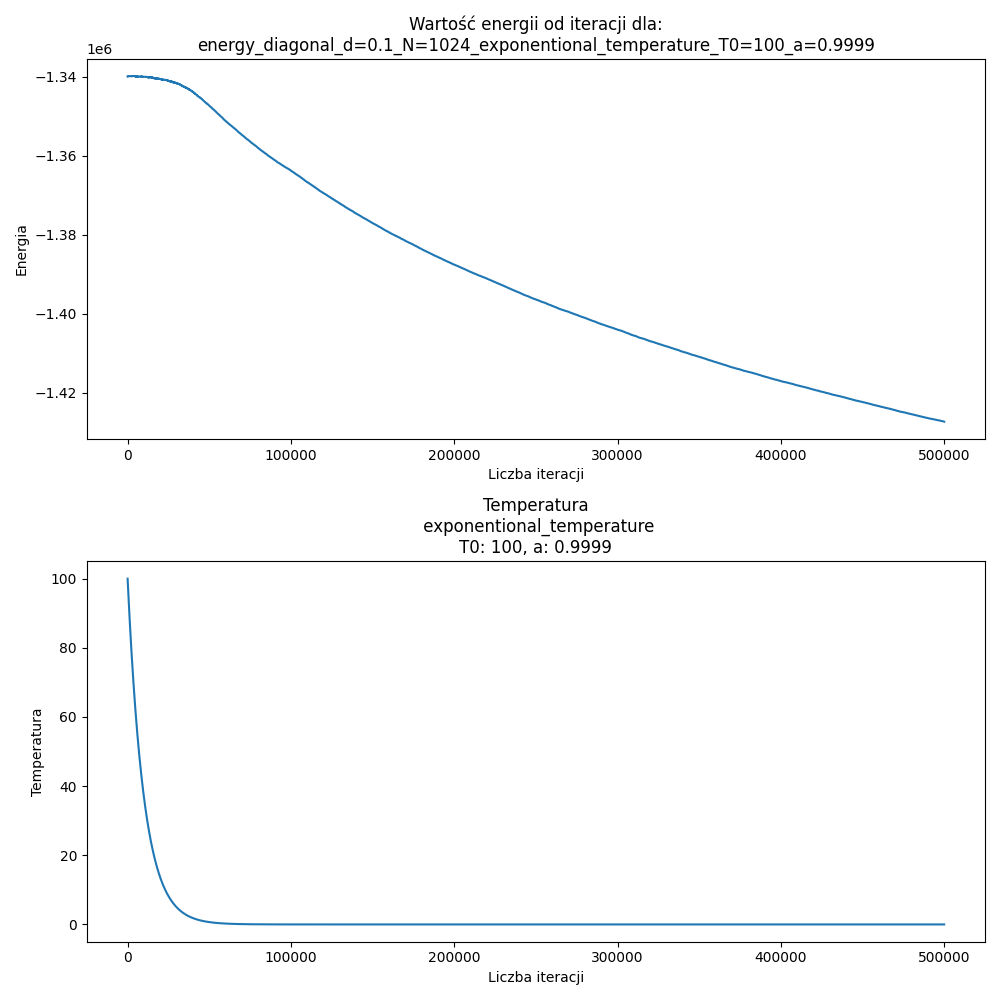 Wartość energii od iteracji dla:
energy_diagonal_d=0.1_N=1024_exponentional_temperature_T0=100_a=0.9999
1e6
−1.34
−1.36
−1.38
−1.40
−1.42
Energia
0
100000
200000
300000
400000
500000
Liczba iteracji
Temperatura
exponentional_temperature
T0: 100, a: 0.9999
100
80
60
40
20
0
Temperatura
0
100000
200000
300000
400000
500000
Liczba iteracji